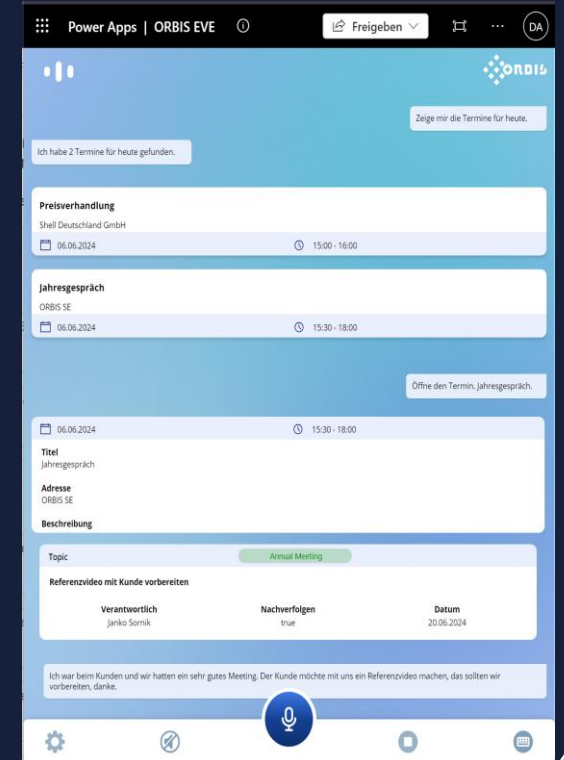 Power Apps | ORBIS EVE
Freigeben
DA
ORBIS
Zeige mir die Termine für heute.
Ich habe 2 Termine für heute gefunden.
Preisverhandlung
Shell Deutschland GmbH
06.06.2024 15:00 - 16:00
Jahresgespräch
ORBIS SE
06.06.2024 15:30 - 18:00
Öffne den Termin. Jahresgespräch.
06.06.2024 15:30 - 18:00
Titel
Jahresgespräch
Adresse
ORBIS SE
Beschreibung
Topic Annual Meeting
Referenzvideo mit Kunde vorbereiten
Verantwortlich Nachverfolgen Datum
Janko Sornik true 20.06.2024
Ich war beim Kunden und wir hatten ein sehr gutes Meeting. Der Kunde möchte mit uns ein Referenzvideo machen, das sollten wir
vorbereiten, danke.